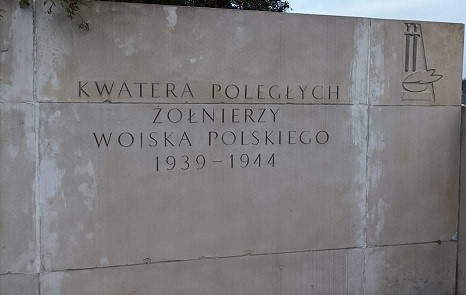 KWATERA POLEGŁYCH
ŻOŁNIERZY
WOJSKA POLSKIEGO
1939-1944